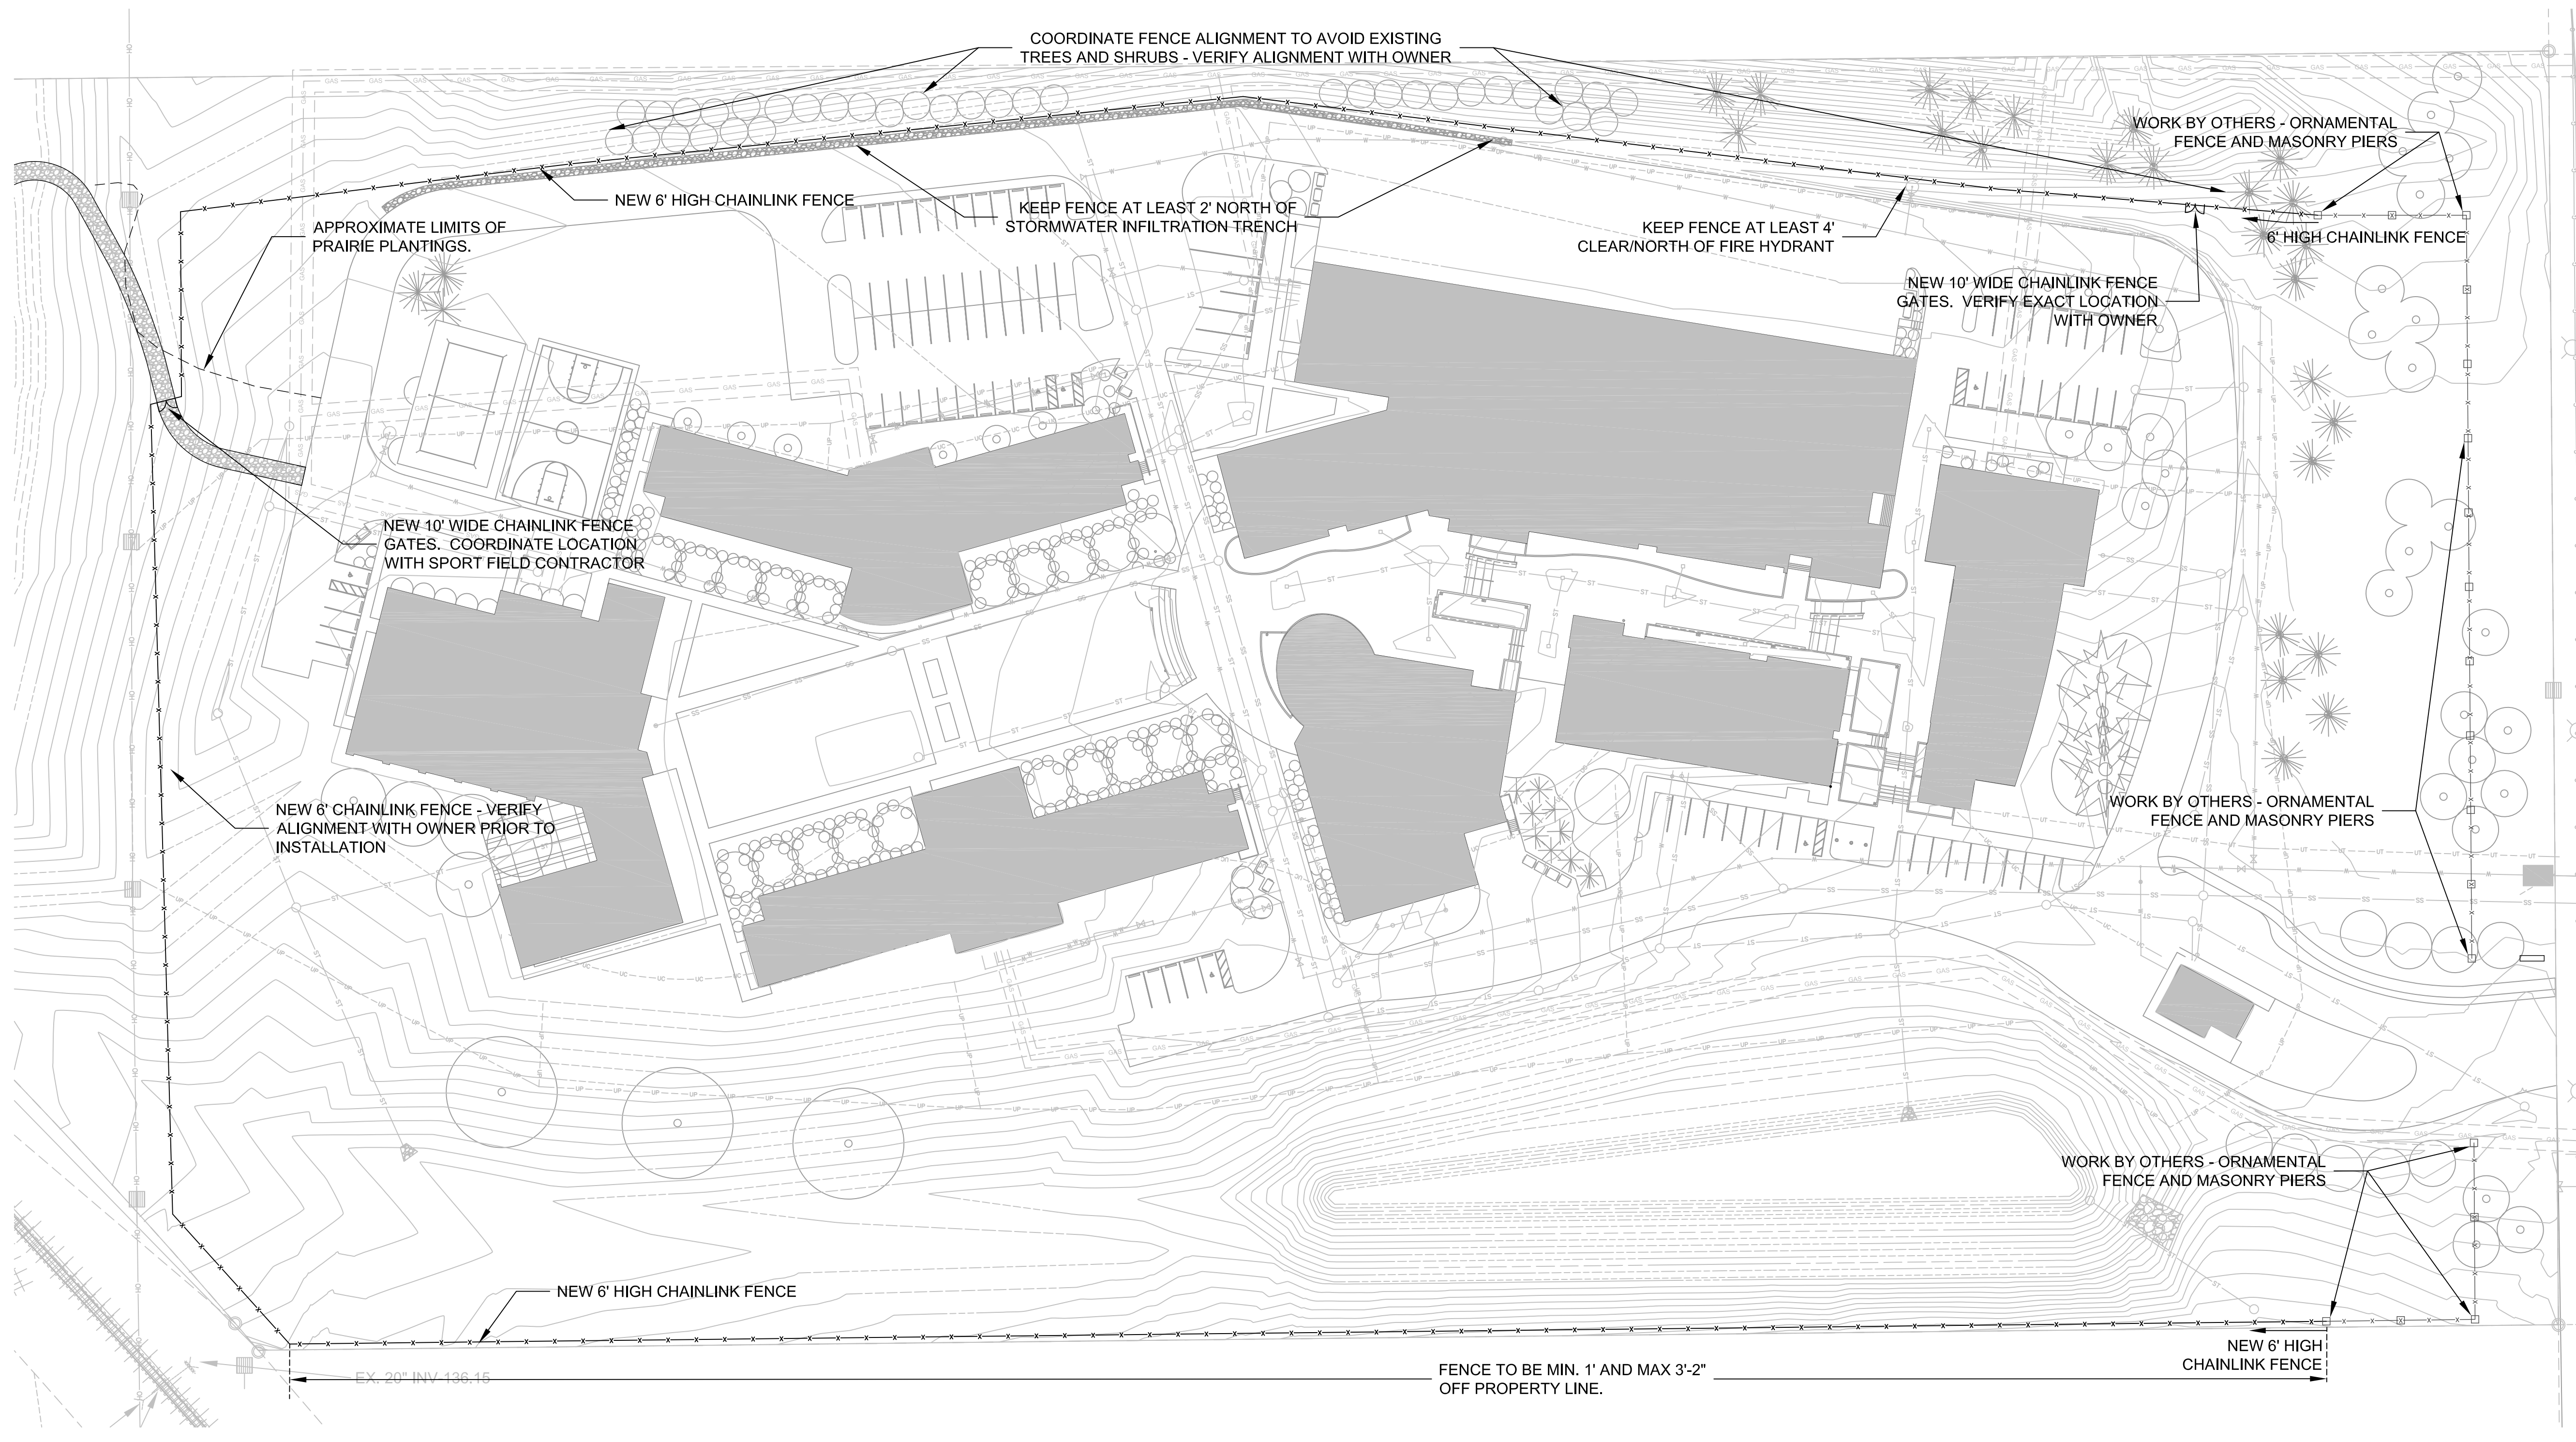 COORDINATE FENCE ALIGNMENT TO AVOID EXISTING
TREES AND SHRUBS - VERIFY ALIGNMENT WITH OWNER
WORK BY OTHERS - ORNAMENTAL
FENCE AND MASONRY PIERS
NEW 6' HIGH CHAINLINK FENCE
KEEP FENCE AT LEAST 2' NORTH OF
STORMWATER INFILTRATION TRENCH
APPROXIMATE LIMITS OF
PRAIRIE PLANTINGS.
KEEP FENCE AT LEAST 4'
CLEAR/NORTH OF FIRE HYDRANT
6' HIGH CHAINLINK FENCE
NEW 10' WIDE CHAINLINK FENCE
GATES. VERIFY EXACT LOCATION
WITH OWNER
NEW 10' WIDE CHAINLINK FENCE
GATES. COORDINATE LOCATION
WITH SPORT FIELD CONTRACTOR
NEW 6' CHAINLINK FENCE - VERIFY
ALIGNMENT WITH OWNER PRIOR TO
INSTALLATION
WORK BY OTHERS - ORNAMENTAL
FENCE AND MASONRY PIERS
WORK BY OTHERS - ORNAMENTAL
FENCE AND MASONRY PIERS
NEW 6' HIGH CHAINLINK FENCE
NEW 6' HIGH
CHAINLINK FENCE
EX. 20" INV 136.15
FENCE TO BE MIN. 1' AND MAX 3'-2"
OFF PROPERTY LINE.